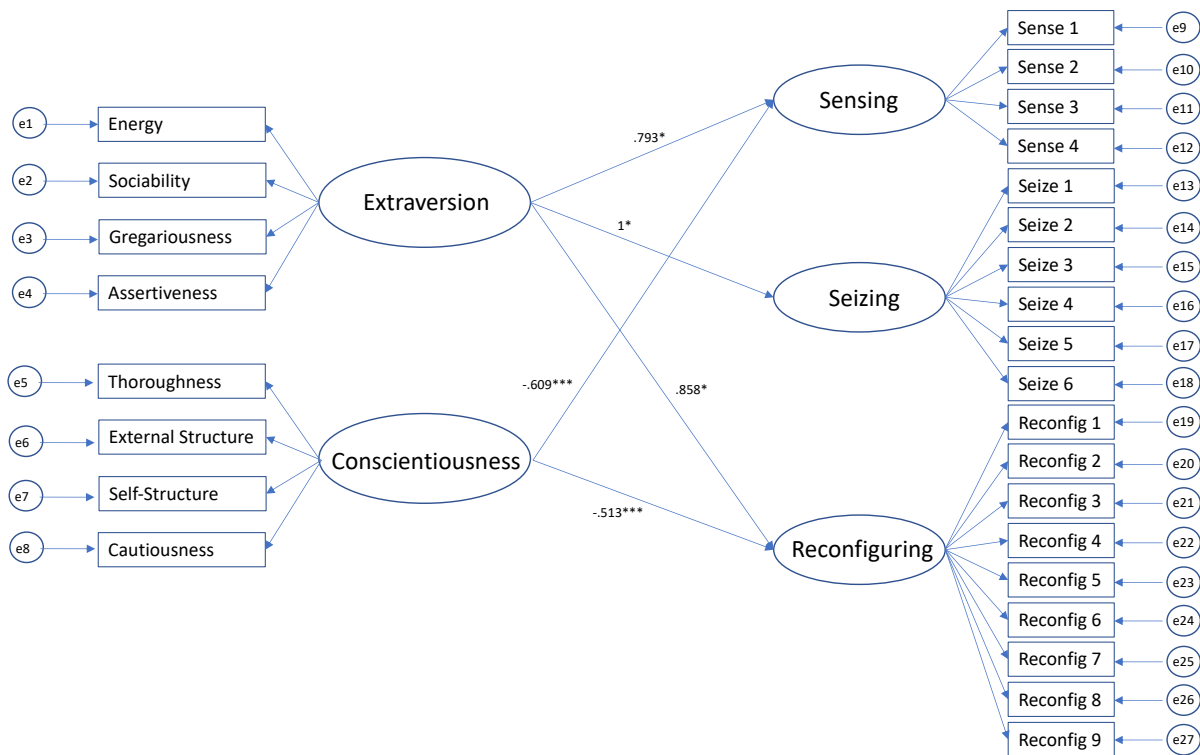 e1
Energy
e2
Sociability
e3
Gregariousness
e4
Assertiveness
e5
Thoroughness
e6
External Structure
e7
Self-Structure
e8
Cautiousness
Extraversion
Conscientiousness
.793*
1*
-.609***
.858*
-.513***
Sensing
Seizing
Reconfiguring
Sense 1
e9
Sense 2
e10
Sense 3
e11
Sense 4
e12
Seize 1
e13
Seize 2
e14
Seize 3
e15
Seize 4
e16
Seize 5
e17
Seize 6
e18
Reconfig 1
e19
Reconfig 2
e20
Reconfig 3
e21
Reconfig 4
e22
Reconfig 5
e23
Reconfig 6
e24
Reconfig 7
e25
Reconfig 8
e26
Reconfig 9
e27